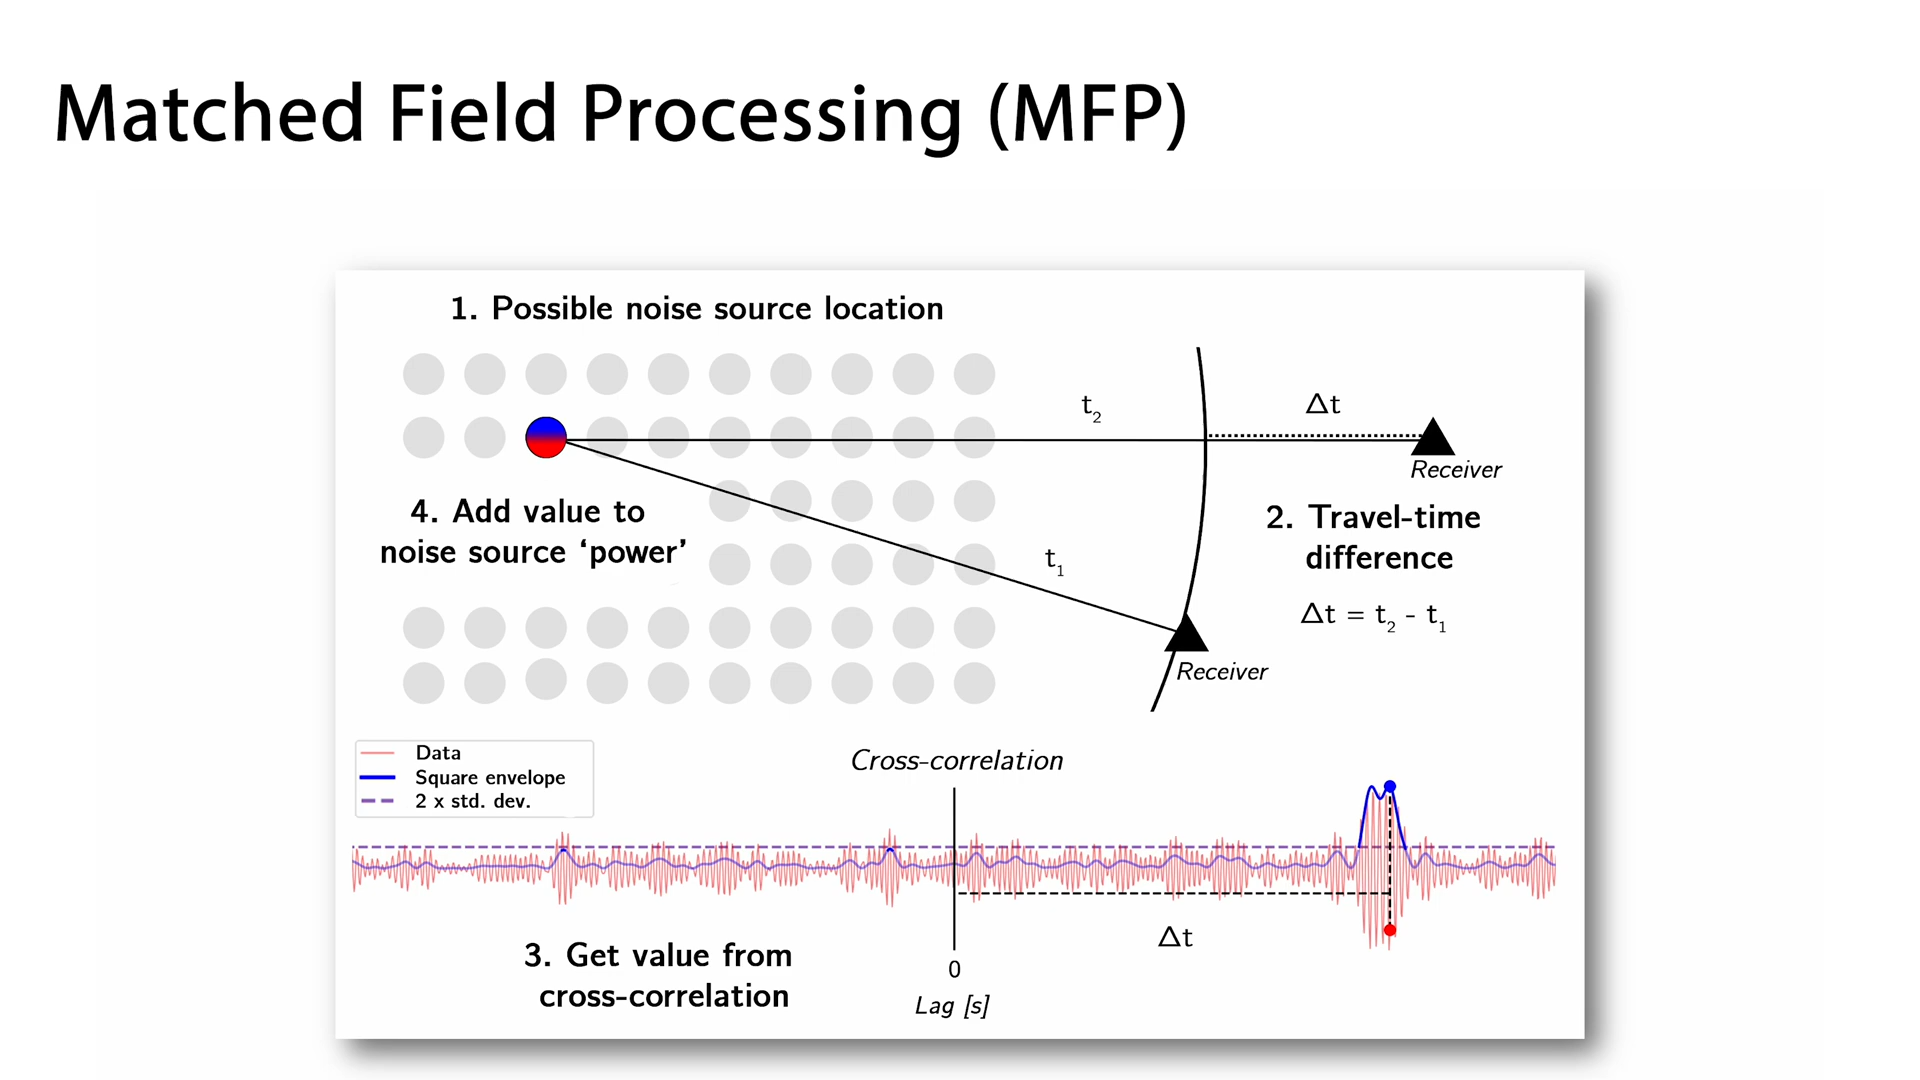 Matched Field Processing (MFP)
1. Possible noise source location
t2
Δt
Receiver
4. Add value to
noise source ‘power’
2. Travel-time
difference
t1
Δt = t2 - t1
Receiver
Data
Square envelope
2 x std. dev.
Cross-correlation
Δt
3. Get value from
cross-correlation
0
Lag [s]